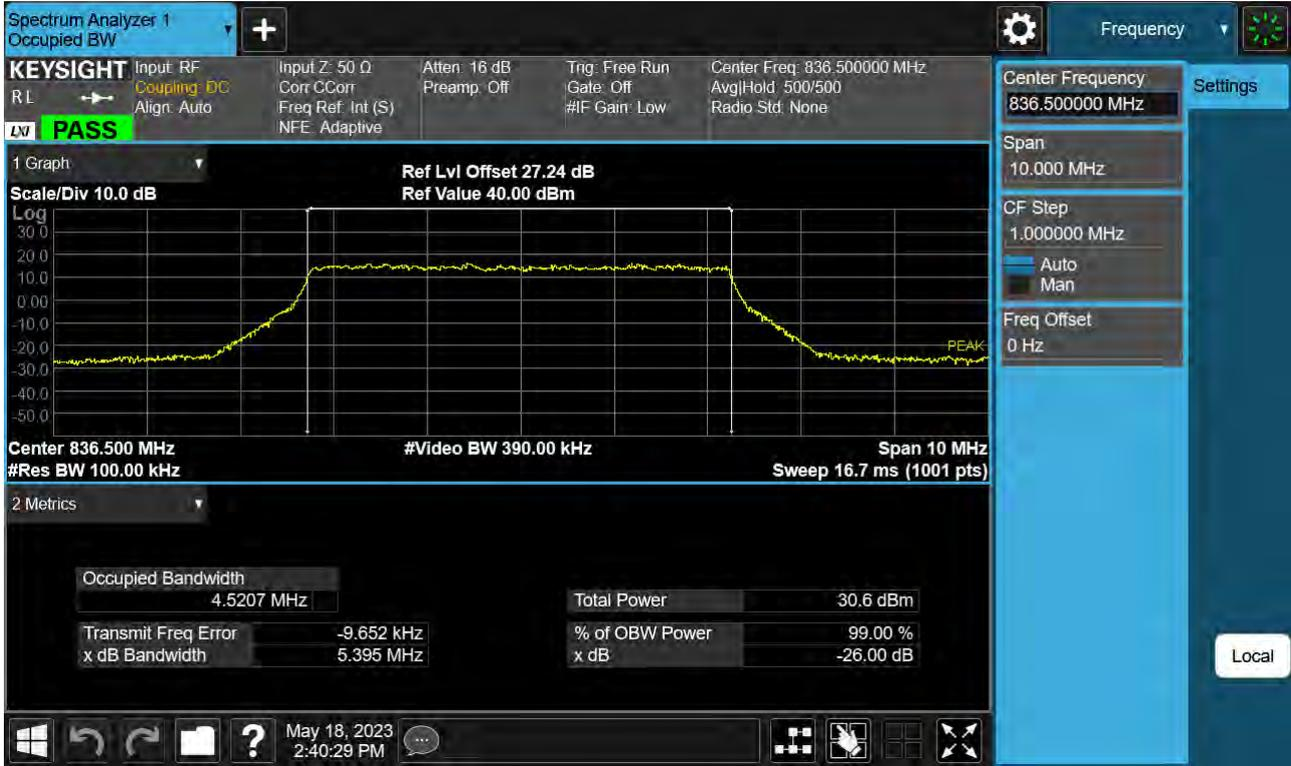 Spectrum Analyzer 1
Occupied BW
+
Frequency
KEYSIGHT
RL
LXI
PASS
Input: RF
Coupling: DC
Align: Auto
Input Z: 50 Ω
Corr CCorr
Freq Ref: Int (S)
NFE: Adaptive
Atten: 16 dB
Preamp: Off
Trig: Free Run
Gate: Off
#IF Gain: Low
Center Freq: 836.500000 MHz
Avg|Hold: 500/500
Radio Std: None
Center Frequency
836.500000 MHz
Settings
Span
10.000 MHz
CF Step
1.000000 MHz
Auto
Man
Freq Offset
0 Hz
Local
1 Graph
Scale/Div 10.0 dB
Ref Lvl Offset 27.24 dB
Ref Value 40.00 dBm
Log
30.0
20.0
10.0
0.00
-10.0
-20.0
-30.0
-40.0
-50.0
PEAK
Center 836.500 MHz
#Video BW 390.00 kHz
Span 10 MHz
#Res BW 100.00 kHz
Sweep 16.7 ms (1001 pts)
2 Metrics
Occupied Bandwidth
4.5207 MHz
Total Power 30.6 dBm
Transmit Freq Error -9.652 kHz
% of OBW Power 99.00 %
x dB Bandwidth 5.395 MHz
x dB -26.00 dB
?
May 18, 2023
2:40:29 PM